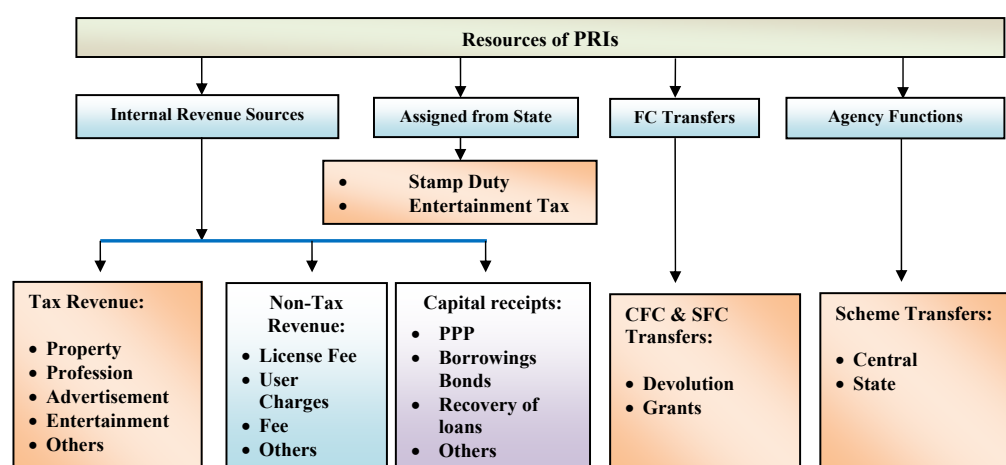 Resources of PRIs
Internal Revenue Sources
Assigned from State
FC Transfers
Agency Functions
• Stamp Duty
• Entertainment Tax
Tax Revenue:
• Property
• Profession
• Advertisement
• Entertainment
• Others
Non-Tax
Revenue:
• License Fee
• User
Charges
• Fee
• Others
Capital receipts:
• PPP
• Borrowings
Bonds
• Recovery of
loans
• Others
CFC & SFC
Transfers:
• Devolution
• Grants
Scheme Transfers:
• Central
• State